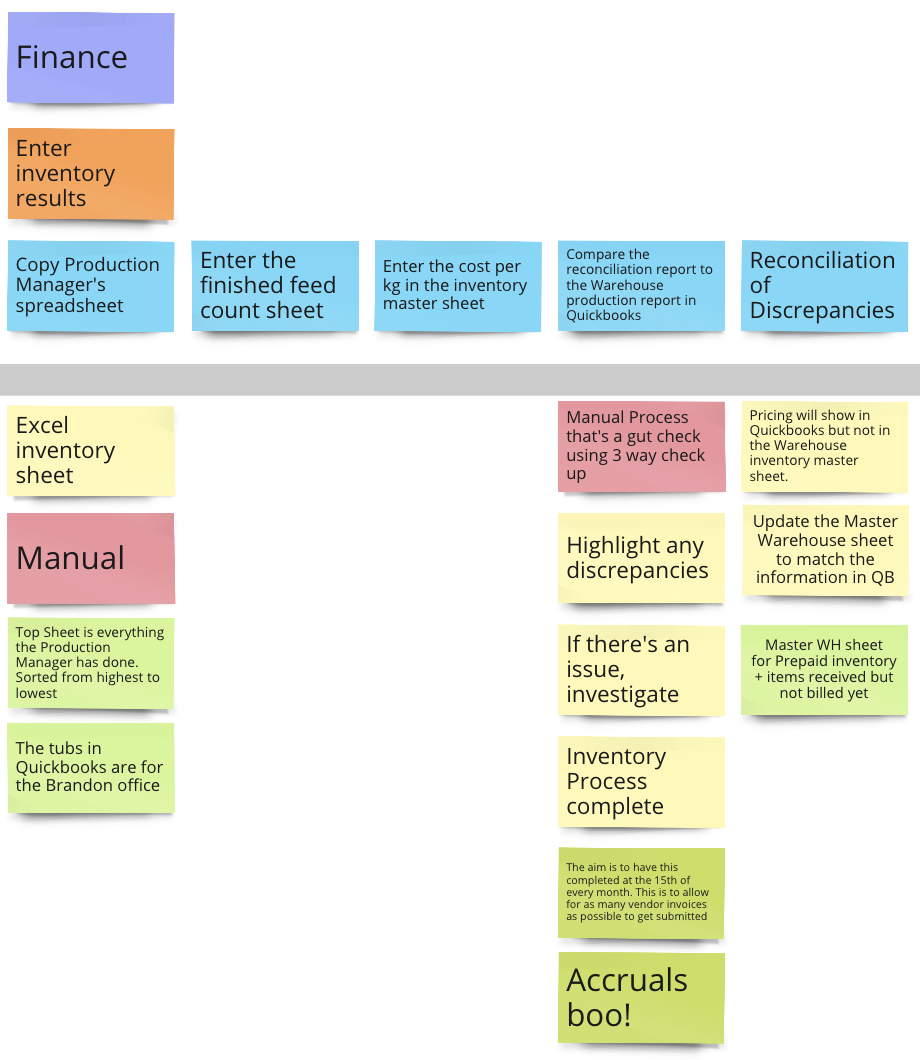 Finance
Enter
inventory
results
Copy Production
Manager's
spreadsheet
Enter the
finished feed
count sheet
Enter the cost per
kg in the inventory
master sheet
Compare the
reconciliation report to
the Warehouse
production report in
Quickbooks
Reconciliation
of
Discrepancies
Excel
inventory
sheet
Manual
Top Sheet is everything
the Production
Manager has done.
Sorted from highest to
lowest
The tubs in
Quickbooks are for
the Brandon office
Manual Process
that's a gut check
using 3 way check
up
Highlight any
discrepancies
If there's an
issue,
investigate
Inventory
Process
complete
The aim is to have this
completed at the 15th of
every month. This is to allow
for as many vendor invoices
as possible to get submitted
Accruals
boo!
Pricing will show in
Quickbooks but not in
the Warehouse
inventory master
sheet.
Update the Master
Warehouse sheet
to match the
information in QB
Master WH sheet
for Prepaid inventory
+ items received but
not billed yet